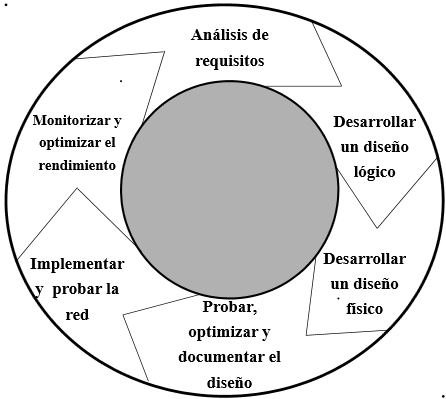 Análisis de
requisitos
Desarrollar
un diseño
lógico
Desarrollar
un diseño
físico
Probar,
optimizar y
documentar el
diseño
Implementar
y probar la
red
Monitorizar y
optimizar el
rendimiento